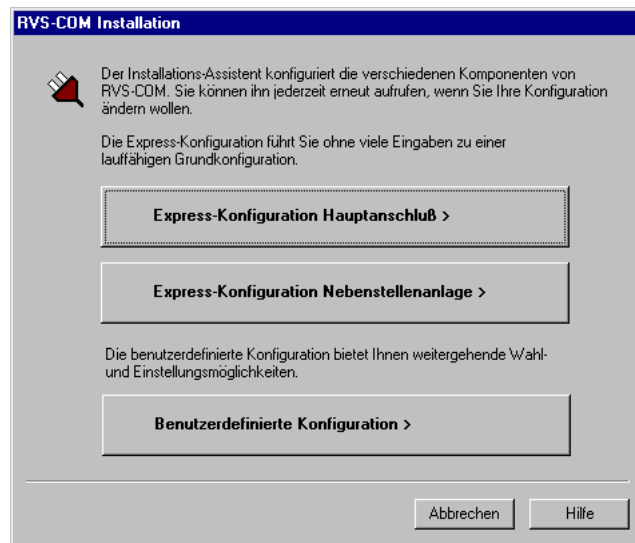 RVS-COM Installation
Der Installations-Assistent konfiguriert die verschiedenen Komponenten von
RVS-COM. Sie können ihn jederzeit erneut aufrufen, wenn Sie Ihre Konfiguration
ändern wollen.
Die Express-Konfiguration führt Sie ohne viele Eingaben zu einer
lauffähigen Grundkonfiguration.
Express-Konfiguration Hauptanschluß >
Express-Konfiguration Nebenstellenanlage >
Die benutzerdefinierte Konfiguration bietet Ihnen weitergehende Wahl-
und Einstellungsmöglichkeiten.
Benutzerdefinierte Konfiguration >
Abbrechen
Hilfe